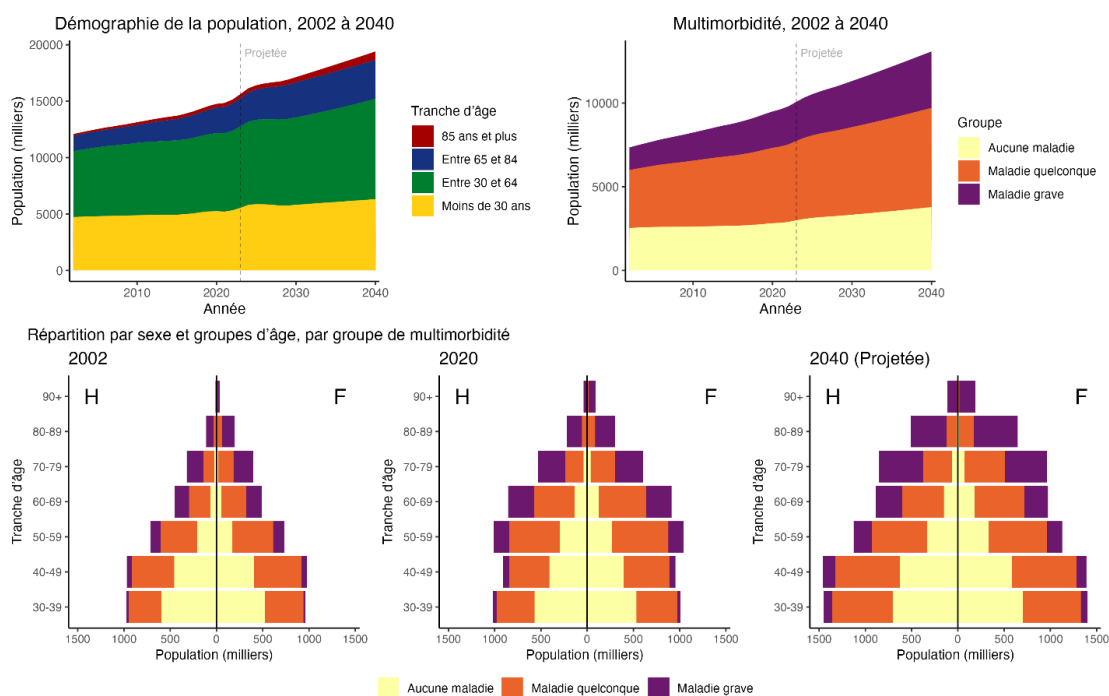 Démographie de la population, 2002 à 2040
20000
15000
10000
5000
0
Population (milliers)
Projetée
2010
2020
2030
2040
Année
Tranche d'âge
85 ans et plus
Entre 65 et 84
Entre 30 et 64
Moins de 30 ans
Multimorbidité, 2002 à 2040
10000
5000
0
Population (milliers)
Projetée
2010
2020
2030
2040
Année
Groupe
Aucune maladie
Maladie quelconque
Maladie grave
Répartition par sexe et groupes d'âge, par groupe de multimorbidité
2002
H
F
90+
80-89
70-79
60-69
50-59
40-49
30-39
Tranche d'âge
1500
1000
500
0
500
1000
1500
Population (milliers)
2020
H
F
90+
80-89
70-79
60-69
50-59
40-49
30-39
Tranche d'âge
1500
1000
500
0
500
1000
1500
Population (milliers)
2040 (Projetée)
H
F
90+
80-89
70-79
60-69
50-59
40-49
30-39
Tranche d'âge
1500
1000
500
0
500
1000
1500
Population (milliers)
Aucune maladie
Maladie quelconque
Maladie grave